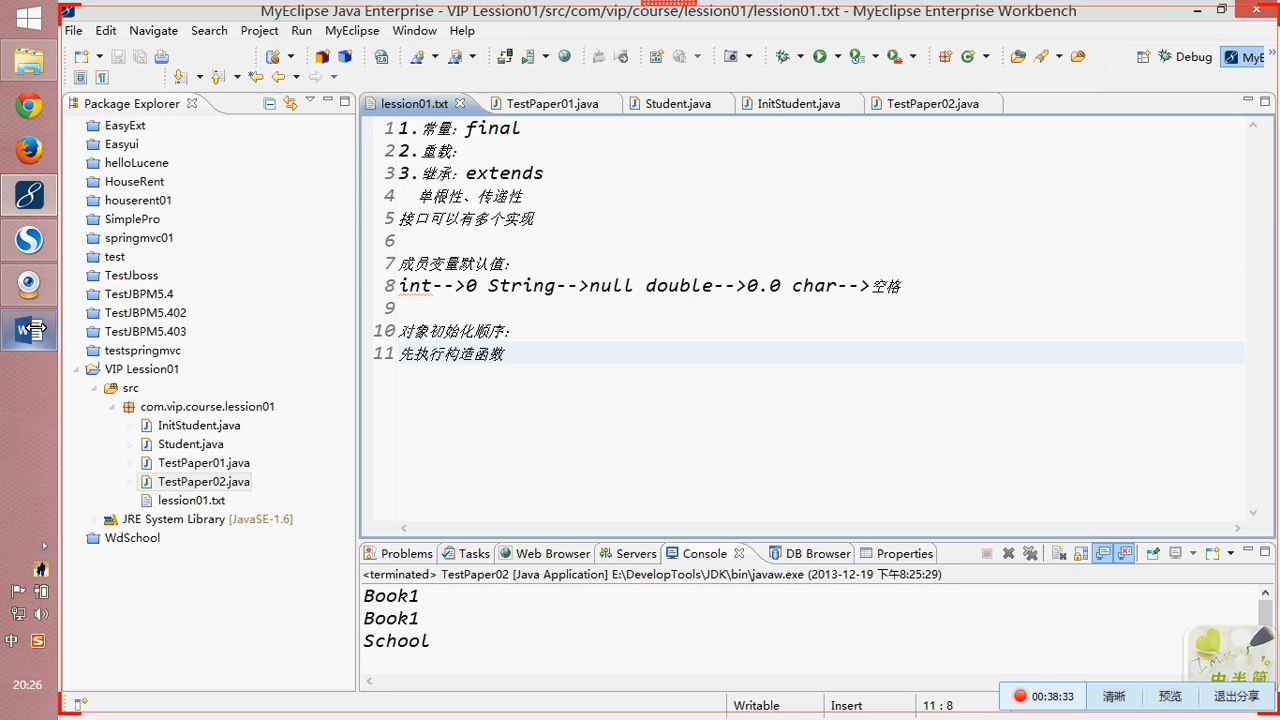 MyEclipse Java Enterprise - VIP Lession01/src/com/vip/course/lession01/lession01.txt - MyEclipse Enterprise Workbench
File Edit Navigate Search Project Run MyEclipse Window Help
Debug MyE
Package Explorer
lession01.txt TestPaper01.java Student.java InitStudent.java TestPaper02.java
EasyExt
Easyui
helloLucene
HouseRent
houserent01
SimplePro
springmvc01
test
TestJboss
TestJBPM5.4
TestJBPM5.402
TestJBPM5.403
testspringmvc
VIP Lession01
src
com.vip.course.lession01
InitStudent.java
Student.java
TestPaper01.java
TestPaper02.java
lession01.txt
JRE System Library [JavaSE-1.6]
WdSchool
1 1.常量：final
2 2.重载：
3 3.继承：extends
4 单根性、传递性
5 接口可以有多个实现
6
7 成员变量默认值：
8 int-->0 String-->null double-->0.0 char-->空格
9
10 对象初始化顺序：
11 先执行构造函数
Problems Tasks Web Browser Servers Console DB Browser Properties
<terminated> TestPaper02 [Java Application] E:\DevelopTools\JDK\bin\javaw.exe (2013-12-19 下午8:25:29)
Book1
Book1
School
Writable Insert 11 : 8
00:38:33 清晰 预览 退出分享
中
20:26